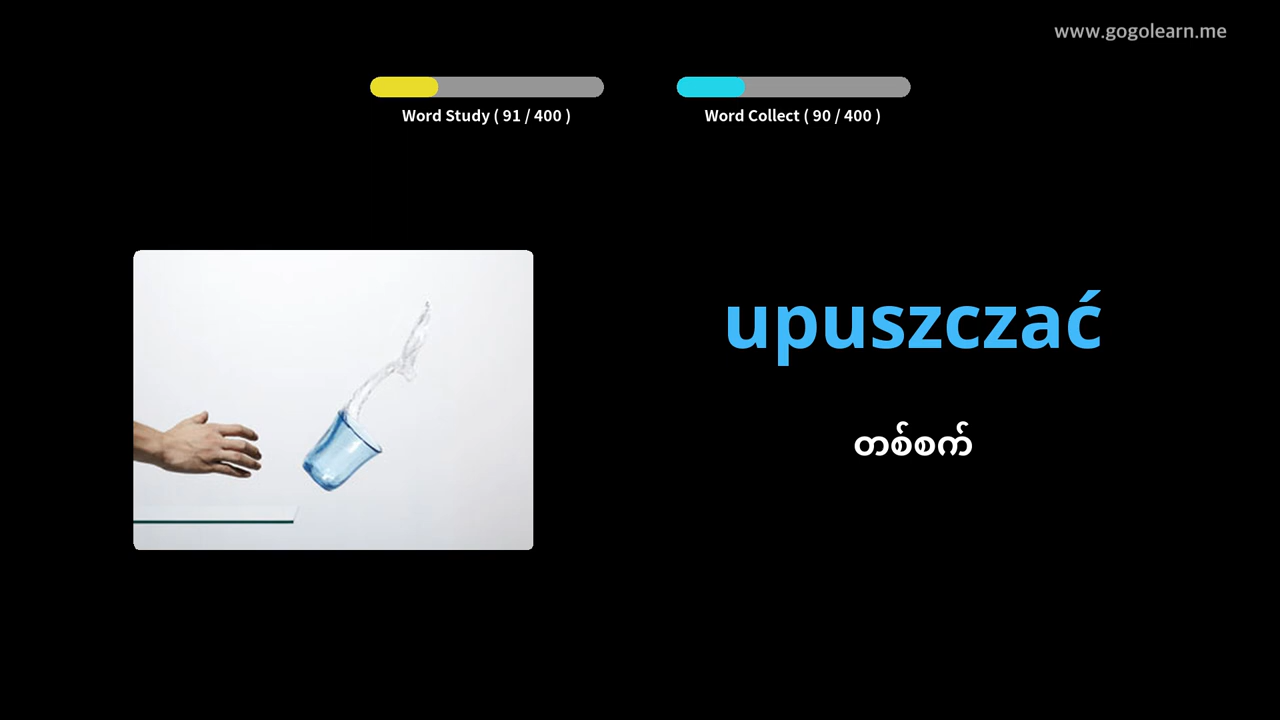 www.gogolearn.me
Word Study ( 91 / 400 )
Word Collect ( 90 / 400 )
upuszczać
တစ်စက်